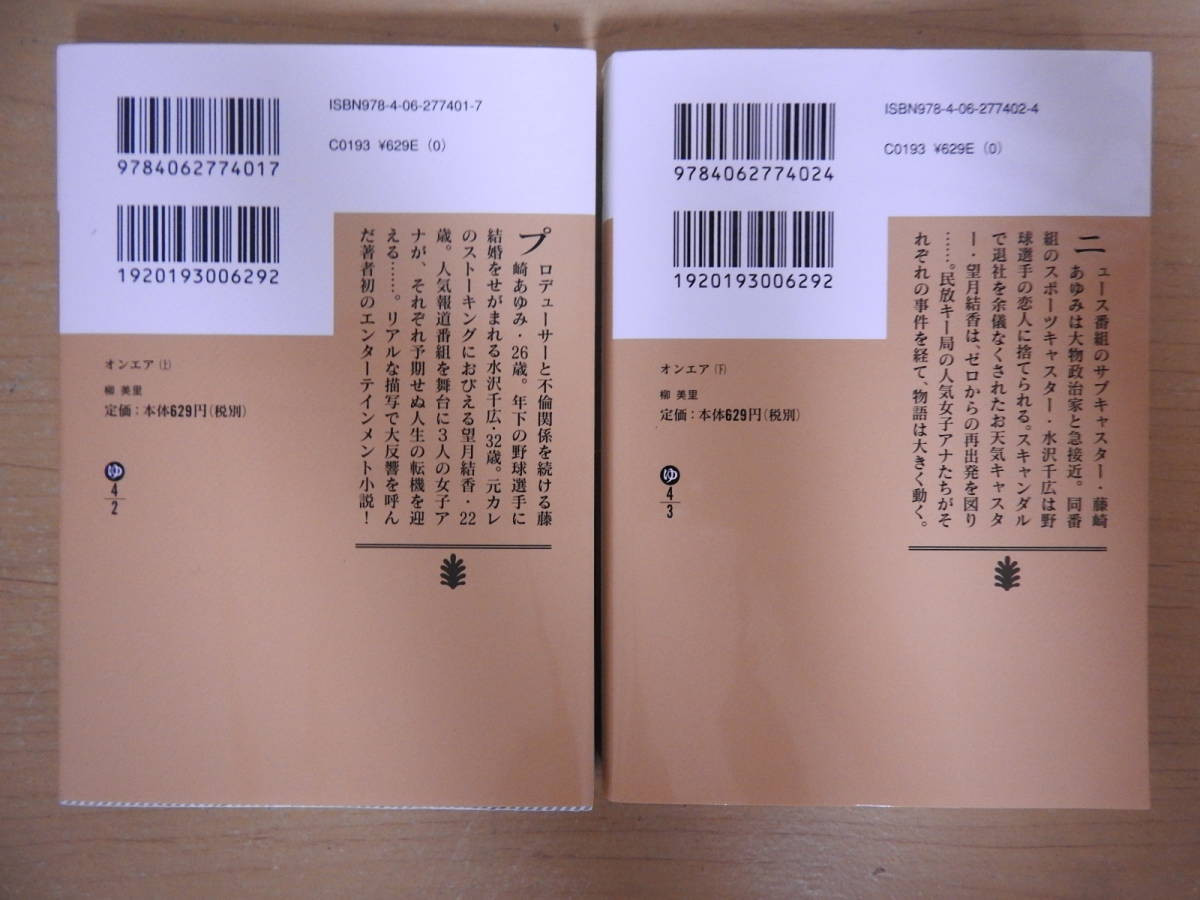 ISBN978-4-06-277401-7
C0193 ¥629E (0)
9784062774017
1920193006292
プロデューサーと不倫関係を続ける藤
崎あゆみ・26歳。年下の野球選手に
結婚をせがまれる水沢千広・32歳。元カレ
のストーキングにおびえる望月結香・22
歳。人気報道番組を舞台に3人の女子ア
ナが、それぞれ予期せぬ人生の転機を迎
える……。リアルな描写で大反響を呼ん
だ著者初のエンターテインメント小説!
オンエア(上)
柳 美里
定価:本体629円(税別)
ゆ
4
2
ISBN978-4-06-277402-4
C0193 ¥629E (0)
9784062774024
1920193006292
ニュース番組のサブキャスター・藤崎
あゆみは大物政治家と急接近。同番
組のスポーツキャスター・水沢千広は野
球選手の恋人に捨てられる。スキャンダル
で退社を余儀なくされたお天気キャスタ
ー・望月結香は、ゼロからの再出発を図り
……。民放キー局の人気女子アナたちがそ
れぞれの事件を経て、物語は大きく動く。
オンエア(下)
柳 美里
定価:本体629円(税別)
ゆ
4
3